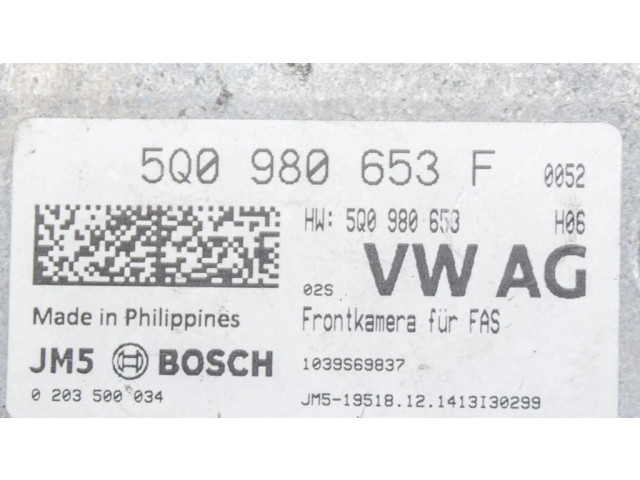 5Q0 980 653 F 0052
HW: 5Q0 980 653 H06
02S VW AG
Made in Philippines Frontkamera für FAS
JM5 BOSCH 1039S69837
0 203 500 034 JM5-19518.12.1413I30299